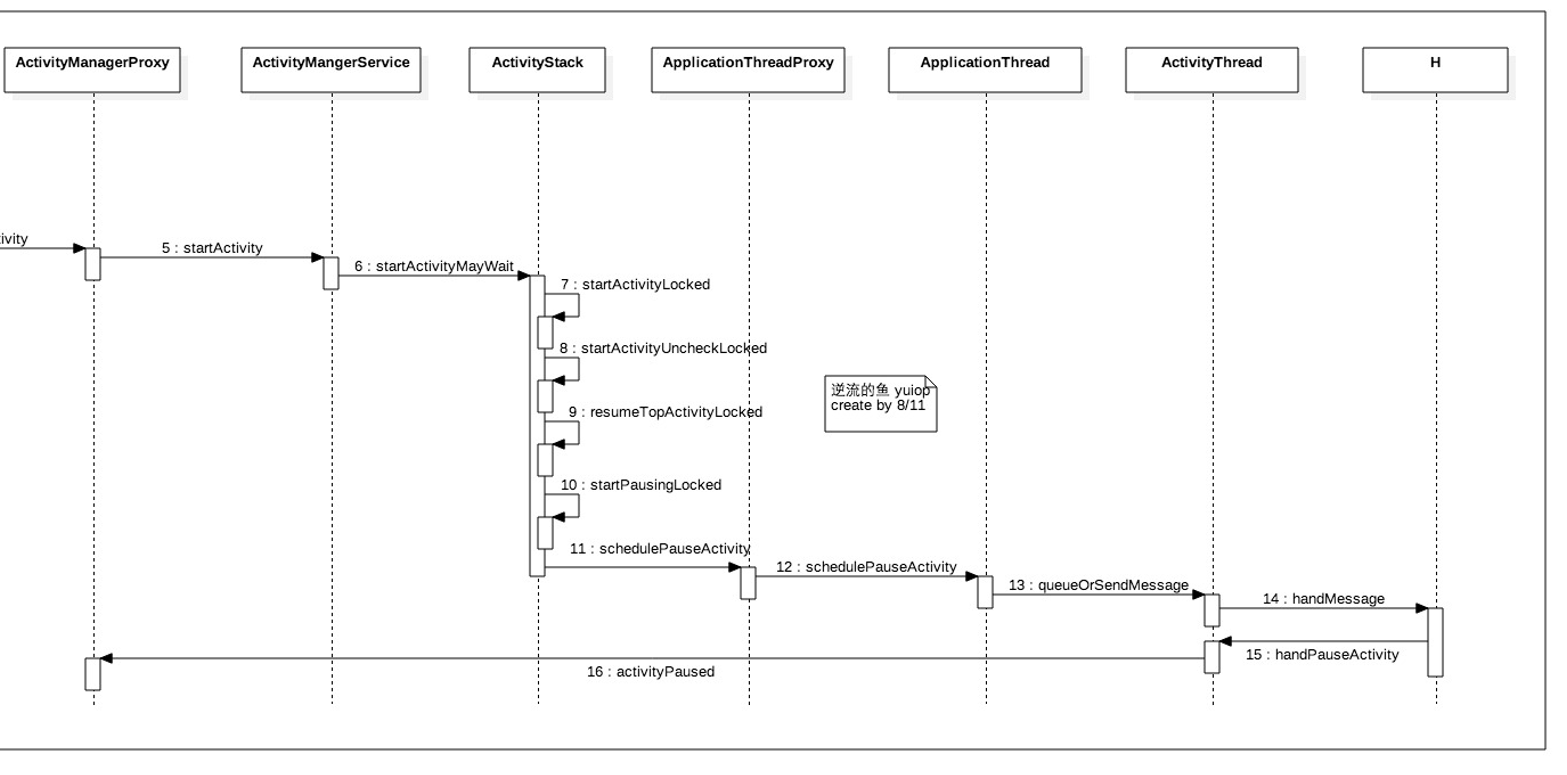 ActivityManagerProxy
ActivityMangerService
ActivityStack
ApplicationThreadProxy
ApplicationThread
ActivityThread
H
ivity
5 : startActivity
6 : startActivityMayWait
7 : startActivityLocked
8 : startActivityUncheckLocked
9 : resumeTopActivityLocked
逆流的鱼 yuiop
create by 8/11
10 : startPausingLocked
11 : schedulePauseActivity
12 : schedulePauseActivity
13 : queueOrSendMessage
14 : handMessage
15 : handPauseActivity
16 : activityPaused